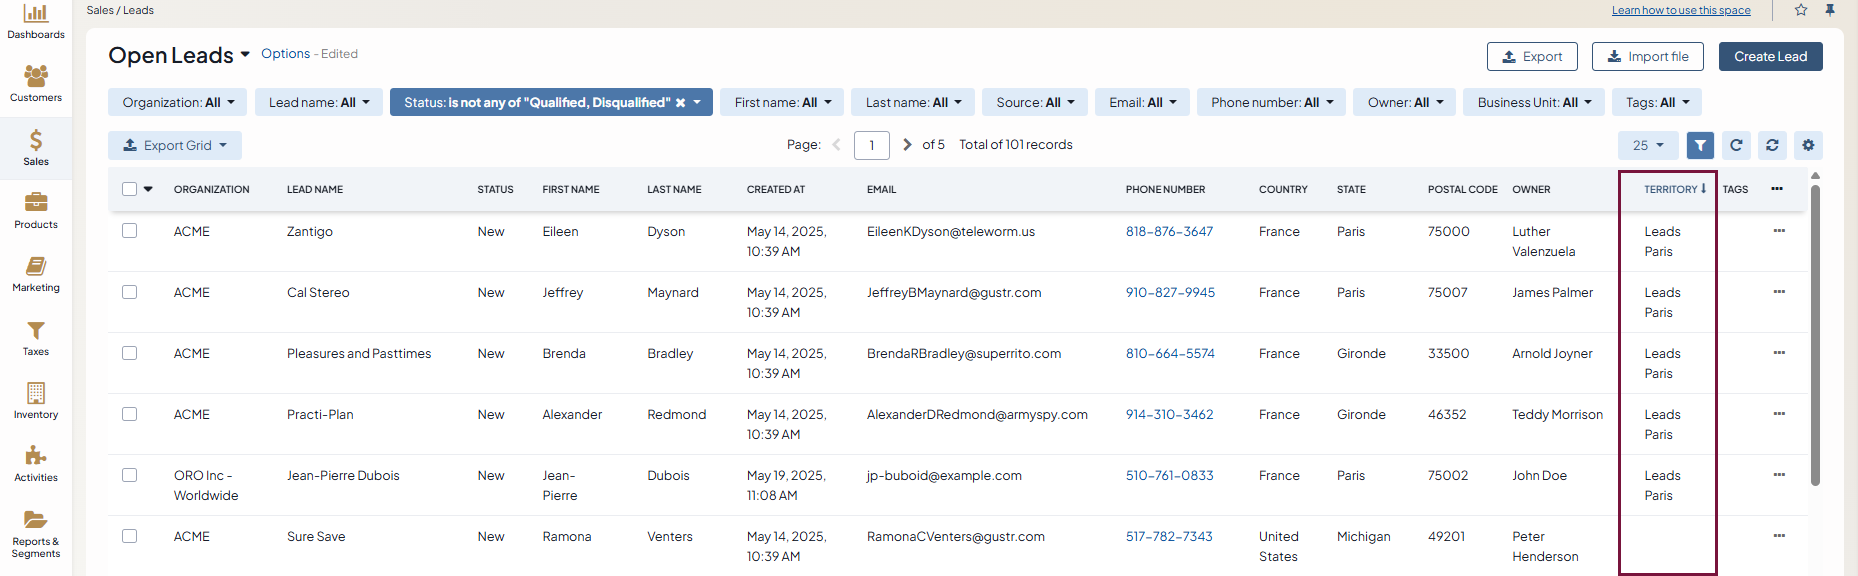 Dashboards
Customers
Sales
Products
Marketing
Taxes
Inventory
Activities
Reports &
Segments
Sales / Leads
Learn how to use this space
Open Leads
Options - Edited
Export
Import file
Create Lead
Organization: All
Lead name: All
Status: is not any of "Qualified, Disqualified"
First name: All
Last name: All
Source: All
Email: All
Phone number: All
Owner: All
Business Unit: All
Tags: All
Export Grid
Page: 1 of 5 Total of 101 records
25
ORGANIZATION LEAD NAME STATUS FIRST NAME LAST NAME CREATED AT EMAIL PHONE NUMBER COUNTRY STATE POSTAL CODE OWNER TERRITORY TAGS
ACME Zantigo New Eileen Dyson May 14, 2025, EileenKDyson@teleworm.us 818-876-3647 France Paris 75000 Luther Leads
10:39 AM Valenzuela Paris
ACME Cal Stereo New Jeffrey Maynard May 14, 2025, JeffreyBMaynard@gustr.com 910-827-9945 France Paris 75007 James Palmer Leads
10:39 AM Paris
ACME Pleasures and Pasttimes New Brenda Bradley May 14, 2025, BrendaRBradley@superrito.com 810-664-5574 France Gironde 33500 Arnold Joyner Leads
10:39 AM Paris
ACME Practi-Plan New Alexander Redmond May 14, 2025, AlexanderDRedmond@armyspy.com 914-310-3462 France Gironde 46352 Teddy Morrison Leads
10:39 AM Paris
ORO Inc - Jean-Pierre Dubois New Jean- Dubois May 19, 2025, jp-buboid@example.com 510-761-0833 France Paris 75002 John Doe Leads
Worldwide Pierre 11:08 AM Paris
ACME Sure Save New Ramona Venters May 14, 2025, RamonaCVenters@gustr.com 517-782-7343 United Michigan 49201 Peter
10:39 AM States Henderson